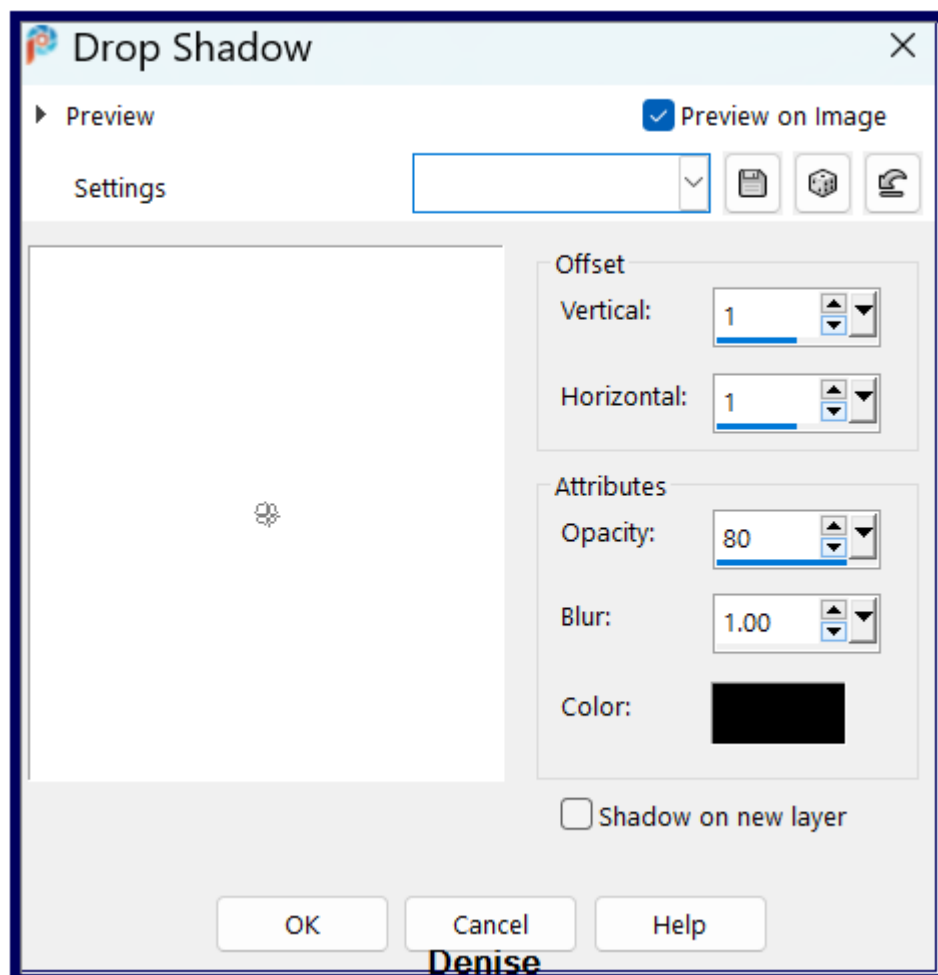 Drop Shadow
Preview
Preview on Image
Settings
Offset
Vertical: 1
Horizontal: 1
Attributes
Opacity: 80
Blur: 1.00
Color:
Shadow on new layer
OK Cancel Help
Denise